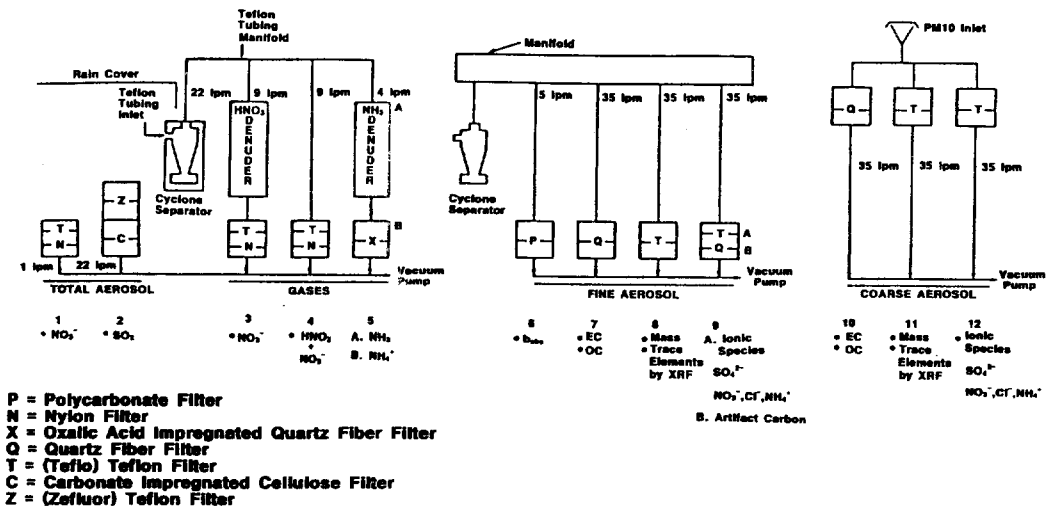 Teflon
Tubing
Manifold
Rain Cover
Teflon
Tubing
Inlet
22 lpm
9 lpm
9 lpm
4 lpm
HNO₃
DENUDER
NH₃
DENUDER
A
Cyclone
Separator
Z
C
T
N
T
N
T
N
X
B
1 lpm
22 lpm
Vacuum
Pump
TOTAL AEROSOL
GASES
1
• NO₃⁻
2
• SO₂
3
• NO₃⁻
4
• HNO₃
+
NO₃⁻
5
A. NH₃
B. NH₄⁺
Manifold
5 lpm
35 lpm
35 lpm
35 lpm
Cyclone
Separator
P
Q
T
T
Q
A
B
Vacuum
Pump
FINE AEROSOL
6
7
• EC
• OC
8
• Mass
• Trace
Elements
by XRF
9
A. Ionic
Species
SO₄²⁻
NO₃⁻,Cl⁻,NH₄⁺
B. Artifact Carbon
PM10 Inlet
Q
T
T
35 lpm
35 lpm
35 lpm
Vacuum
Pump
COARSE AEROSOL
10
• EC
• OC
11
• Mass
• Trace
Elements
by XRF
12
• Ionic
Species
SO₄²⁻
NO₃⁻,Cl⁻,NH₄⁺
P = Polycarbonate Filter
N = Nylon Filter
X = Oxalic Acid Impregnated Quartz Fiber Filter
Q = Quartz Fiber Filter
T = (Teflo) Teflon Filter
C = Carbonate Impregnated Cellulose Filter
Z = (Zefluor) Teflon Filter